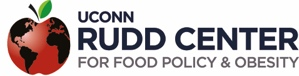 UCONN
RUDD CENTER
FOR FOOD POLICY & OBESITY